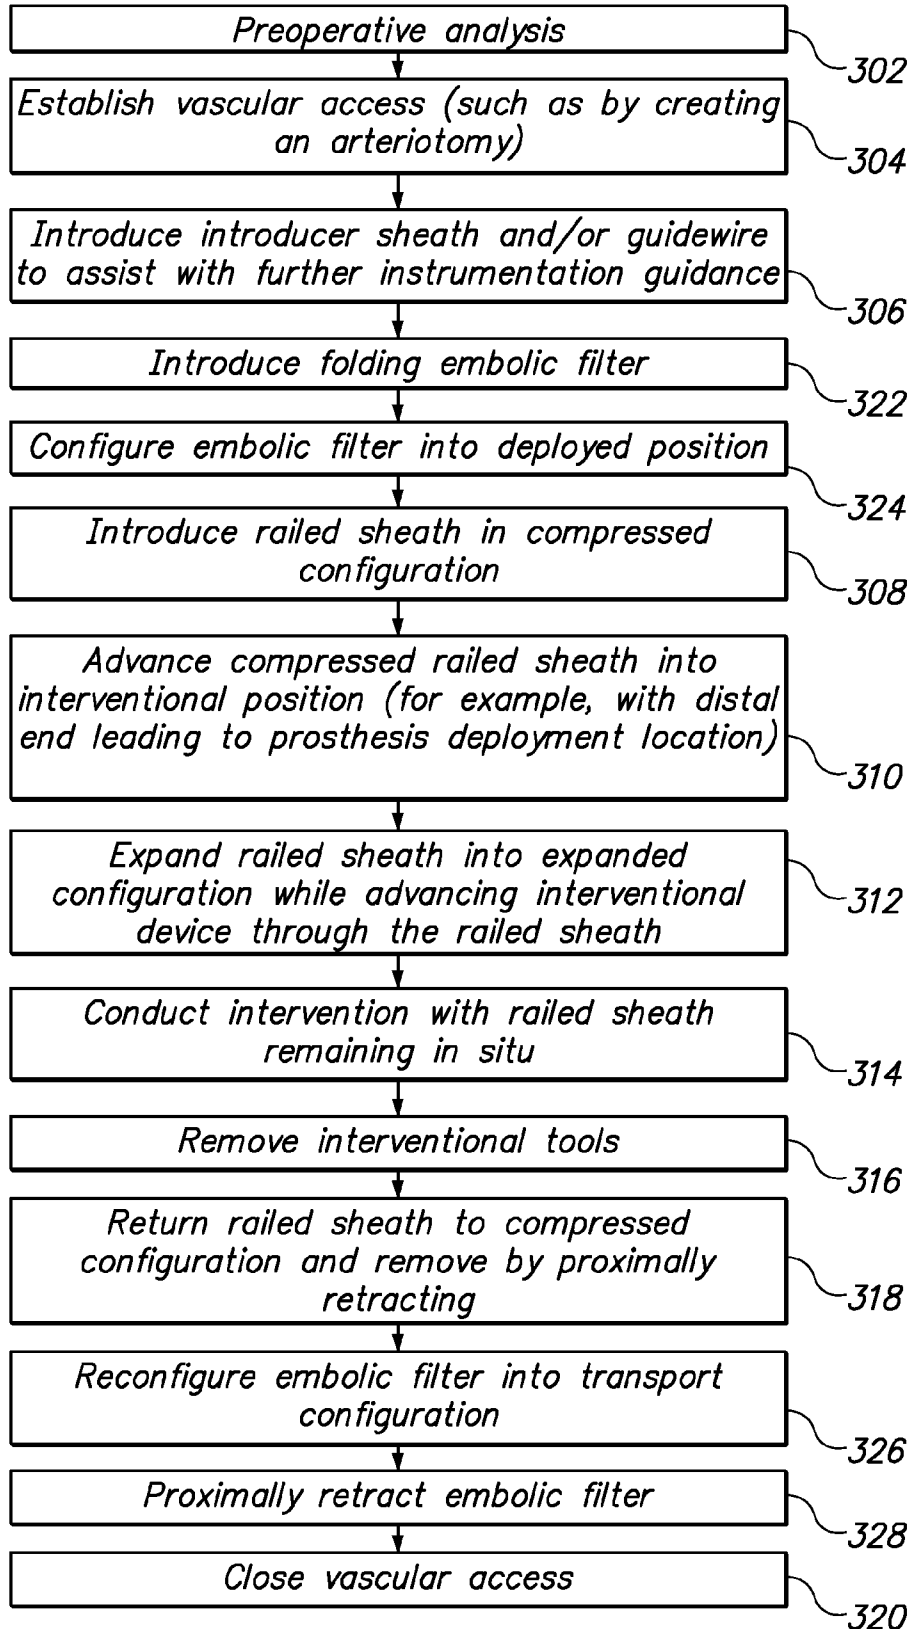 Preoperative analysis
302
Establish vascular access (such as by creating
an arteriotomy)
304
Introduce introducer sheath and/or guidewire
to assist with further instrumentation guidance
306
Introduce folding embolic filter
322
Configure embolic filter into deployed position
324
Introduce railed sheath in compressed
configuration
308
Advance compressed railed sheath into
interventional position (for example, with distal
end leading to prosthesis deployment location)
310
Expand railed sheath into expanded
configuration while advancing interventional
device through the railed sheath
312
Conduct intervention with railed sheath
remaining in situ
314
Remove interventional tools
316
Return railed sheath to compressed
configuration and remove by proximally
retracting
318
Reconfigure embolic filter into transport
configuration
326
Proximally retract embolic filter
328
Close vascular access
320